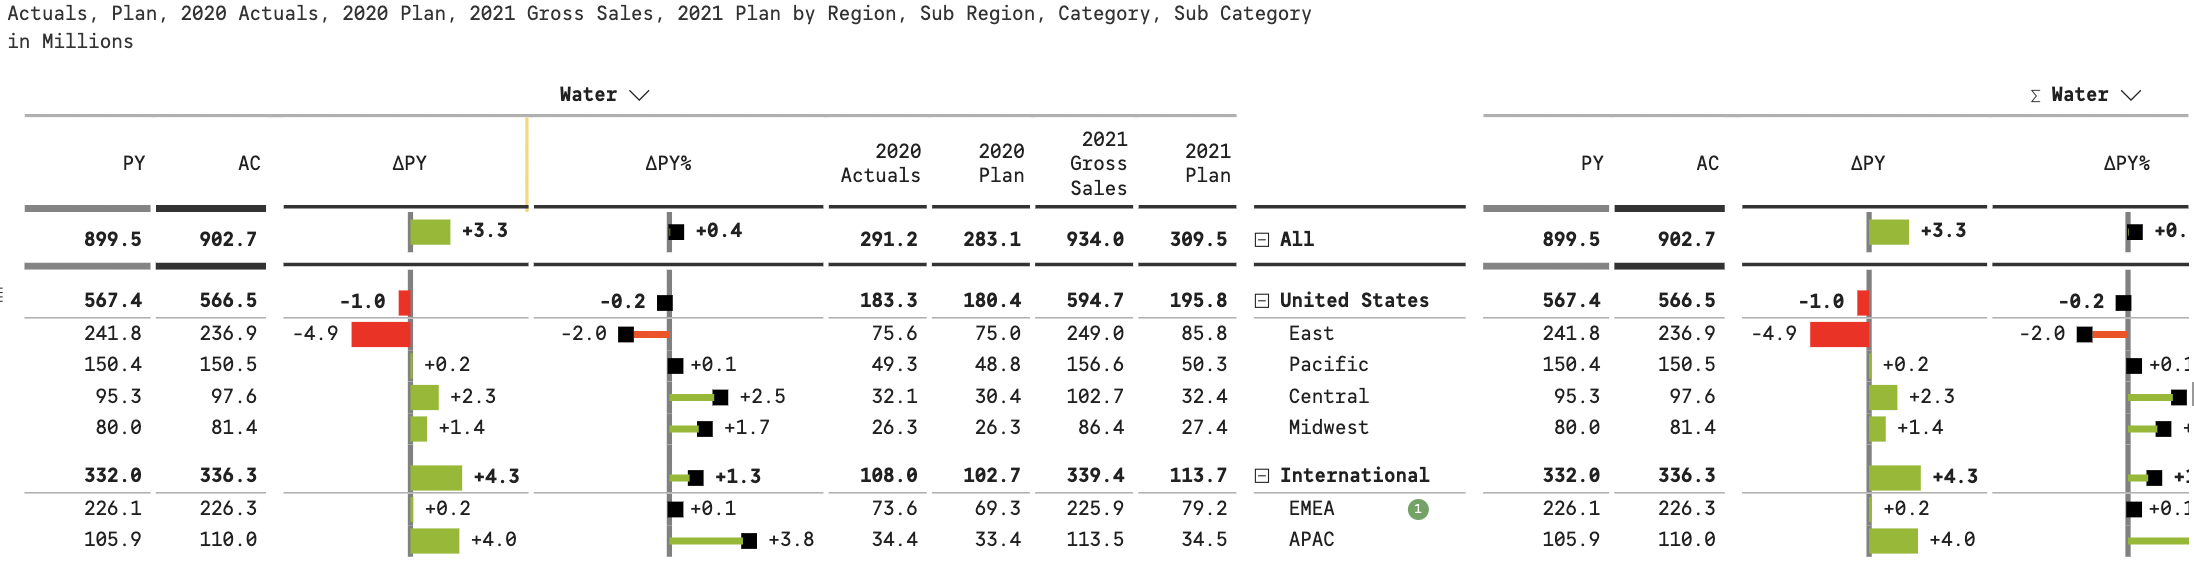 Actuals, Plan, 2020 Actuals, 2020 Plan, 2021 Gross Sales, 2021 Plan by Region, Sub Region, Category, Sub Category
in Millions
Water Σ Water
PY AC ΔPY ΔPY% 2020 Actuals 2020 Plan 2021 Gross Sales 2021 Plan PY AC ΔPY ΔPY%
899.5 902.7 +3.3 +0.4 291.2 283.1 934.0 309.5 All 899.5 902.7 +3.3 +0.
567.4 566.5 -1.0 -0.2 183.3 180.4 594.7 195.8 United States 567.4 566.5 -1.0 -0.2
241.8 236.9 -4.9 -2.0 75.6 75.0 249.0 85.8 East 241.8 236.9 -4.9 -2.0
150.4 150.5 +0.2 +0.1 49.3 48.8 156.6 50.3 Pacific 150.4 150.5 +0.2 +0.1
95.3 97.6 +2.3 +2.5 32.1 30.4 102.7 32.4 Central 95.3 97.6 +2.3
80.0 81.4 +1.4 +1.7 26.3 26.3 86.4 27.4 Midwest 80.0 81.4 +1.4 +
332.0 336.3 +4.3 +1.3 108.0 102.7 339.4 113.7 International 332.0 336.3 +4.3 +1
226.1 226.3 +0.2 +0.1 73.6 69.3 225.9 79.2 EMEA 1 226.1 226.3 +0.2 +0.1
105.9 110.0 +4.0 +3.8 34.4 33.4 113.5 34.5 APAC 105.9 110.0 +4.0